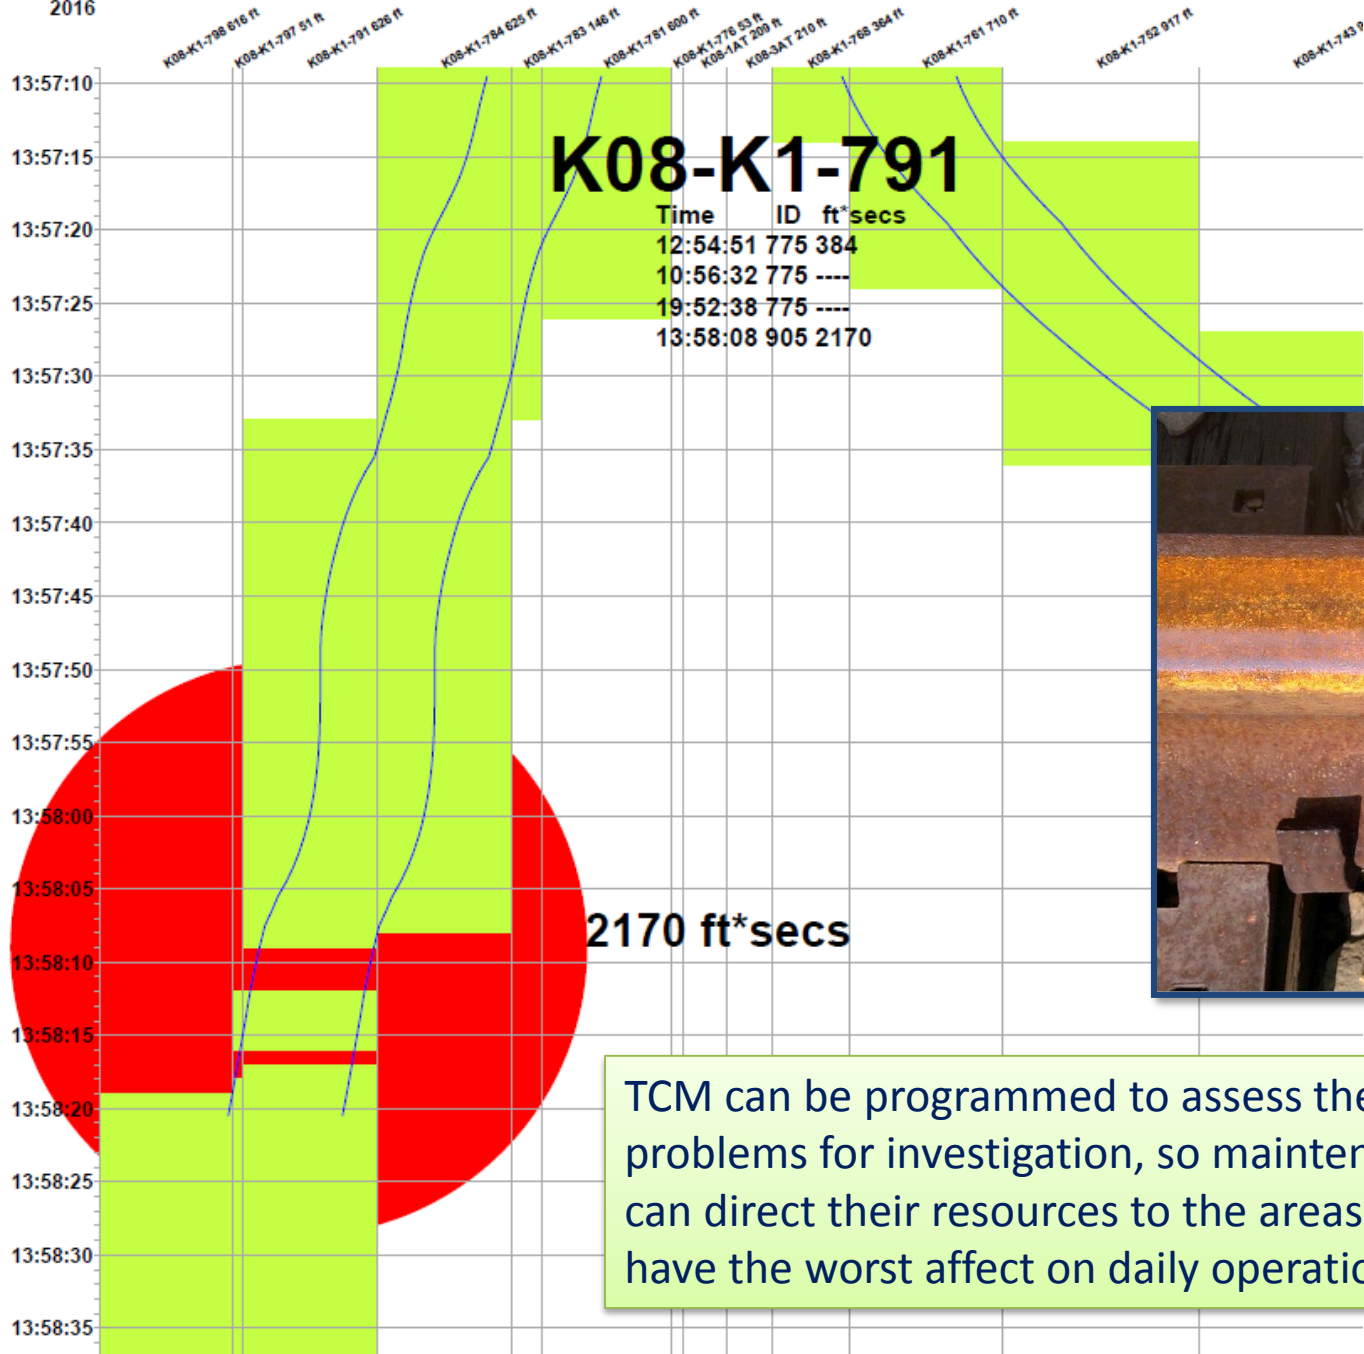 2016
K08-K1-798 616 ft
K08-K1-797 51 ft
K08-K1-791 626 ft
K08-K1-784 625 ft
K08-K1-783 146 ft
K08-K1-781 600 ft
K08-K1-776 53 ft
K08-1AT 209 ft
K08-3AT 210 ft
K08-K1-768 364 ft
K08-K1-761 710 ft
K08-K1-752 917 ft
K08-K1-743
13:57:10
13:57:15
K08-K1-791
Time ID ft*secs
13:57:20
12:54:51 775 384
10:56:32 775 ----
13:57:25
19:52:38 775 ----
13:58:08 905 2170
13:57:30
13:57:35
13:57:40
13:57:45
13:57:50
13:57:55
13:58:00
13:58:05
2170 ft*secs
13:58:10
13:58:15
13:58:20
13:58:25
13:58:30
13:58:35
TCM can be programmed to assess the
problems for investigation, so mainten
can direct their resources to the areas
have the worst affect on daily operatio